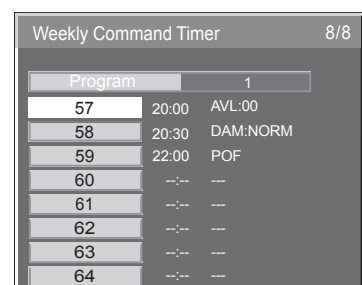 Weekly Command Timer 8/8
Program 1
57 20:00 AVL:00
58 20:30 DAM:NORM
59 22:00 POF
60 --:-- ---
61 --:-- ---
62 --:-- ---
63 --:-- ---
64 --:-- ---